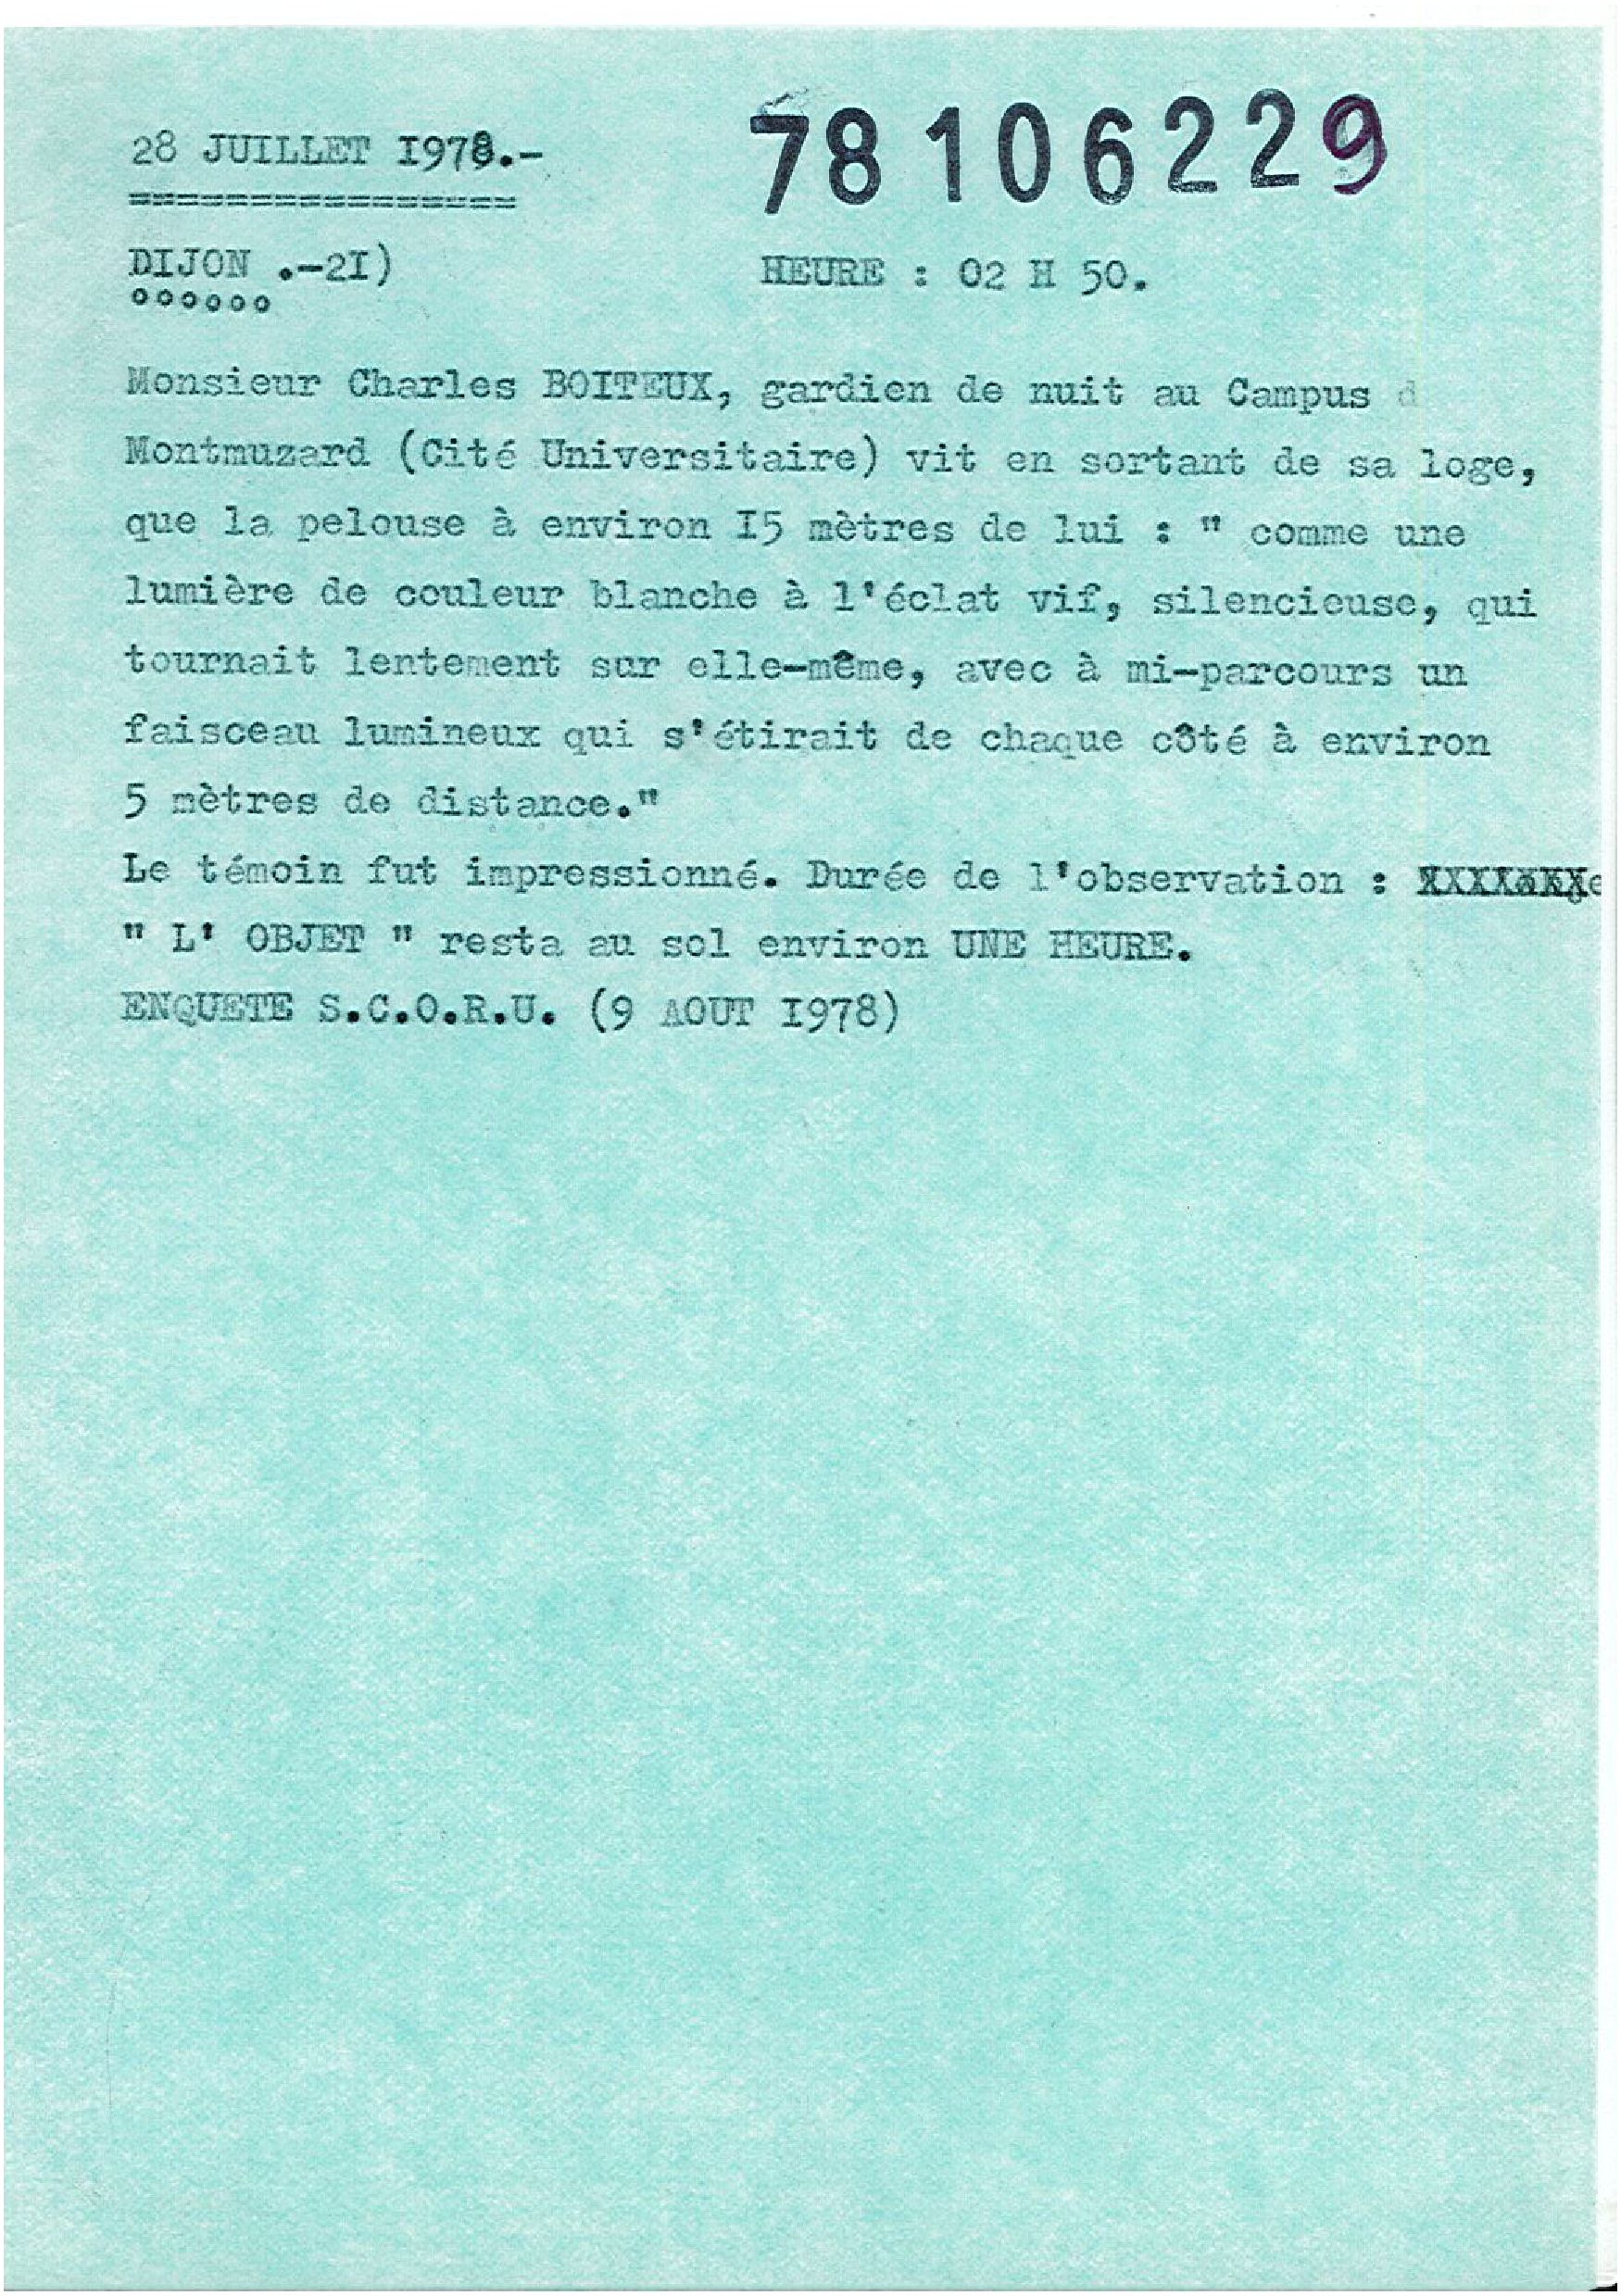 28 JUILLET I978.-
================
78106229
DIJON .-2I)
°°°°°°
HEURE : 02 H 50.
Monsieur Charles BOITEUX, gardien de nuit au Campus d
Montmuzard (Cité Universitaire) vit en sortant de sa loge,
que la pelouse à environ I5 mètres de lui : " comme une
lumière de couleur blanche à l'éclat vif, silencieuse, qui
tournait lentement sur elle-même, avec à mi-parcours un
faisceau lumineux qui s'étirait de chaque côté à environ
5 mètres de distance."
Le témoin fut impressionné. Durée de l'observation :
" L' OBJET " resta au sol environ UNE HEURE.
ENQUETE S.C.O.R.U. (9 AOUT I978)